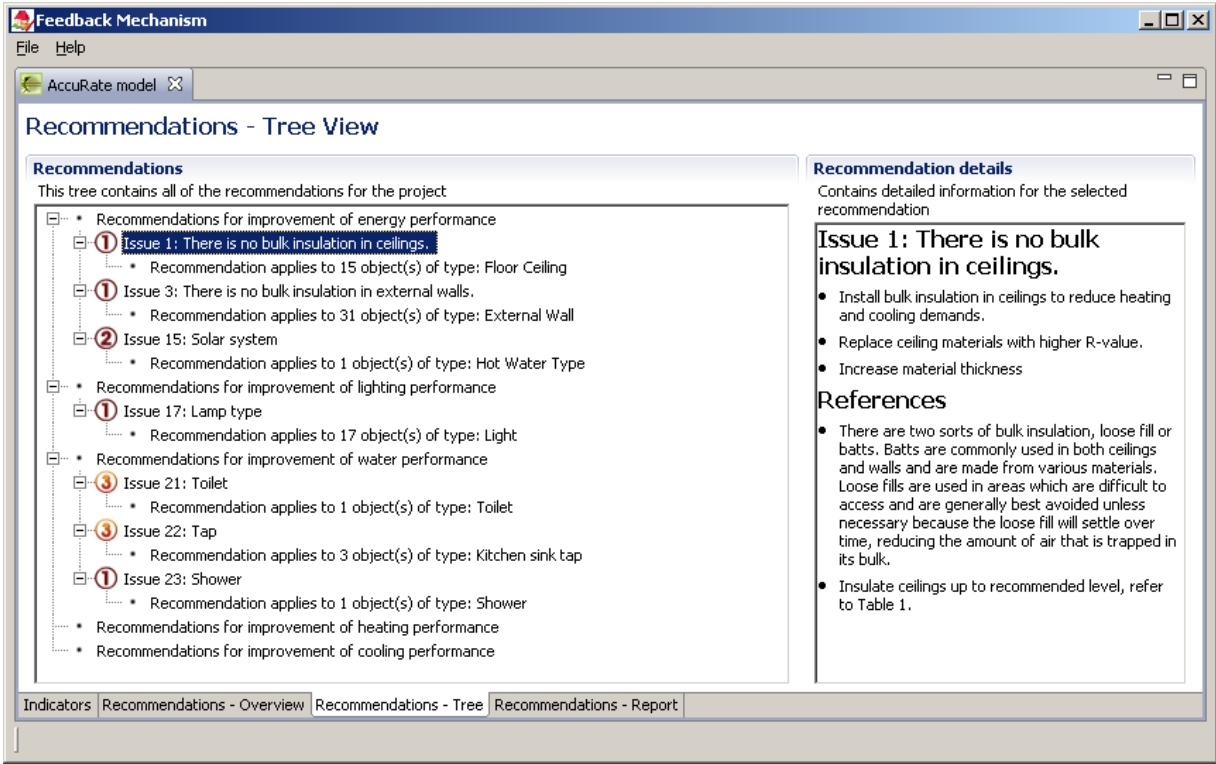 Feedback Mechanism
File Help
AccuRate model
Recommendations - Tree View
Recommendations
This tree contains all of the recommendations for the project
Recommendations for improvement of energy performance
1 Issue 1: There is no bulk insulation in ceilings.
Recommendation applies to 15 object(s) of type: Floor Ceiling
1 Issue 3: There is no bulk insulation in external walls.
Recommendation applies to 31 object(s) of type: External Wall
2 Issue 15: Solar system
Recommendation applies to 1 object(s) of type: Hot Water Type
Recommendations for improvement of lighting performance
1 Issue 17: Lamp type
Recommendation applies to 17 object(s) of type: Light
Recommendations for improvement of water performance
3 Issue 21: Toilet
Recommendation applies to 1 object(s) of type: Toilet
3 Issue 22: Tap
Recommendation applies to 3 object(s) of type: Kitchen sink tap
1 Issue 23: Shower
Recommendation applies to 1 object(s) of type: Shower
Recommendations for improvement of heating performance
Recommendations for improvement of cooling performance
Recommendation details
Contains detailed information for the selected
recommendation
Issue 1: There is no bulk
insulation in ceilings.
• Install bulk insulation in ceilings to reduce heating
and cooling demands.
• Replace ceiling materials with higher R-value.
• Increase material thickness
References
• There are two sorts of bulk insulation, loose fill or
batts. Batts are commonly used in both ceilings
and walls and are made from various materials.
Loose fills are used in areas which are difficult to
access and are generally best avoided unless
necessary because the loose fill will settle over
time, reducing the amount of air that is trapped in
its bulk.
• Insulate ceilings up to recommended level, refer
to Table 1.
Indicators Recommendations - Overview Recommendations - Tree Recommendations - Report